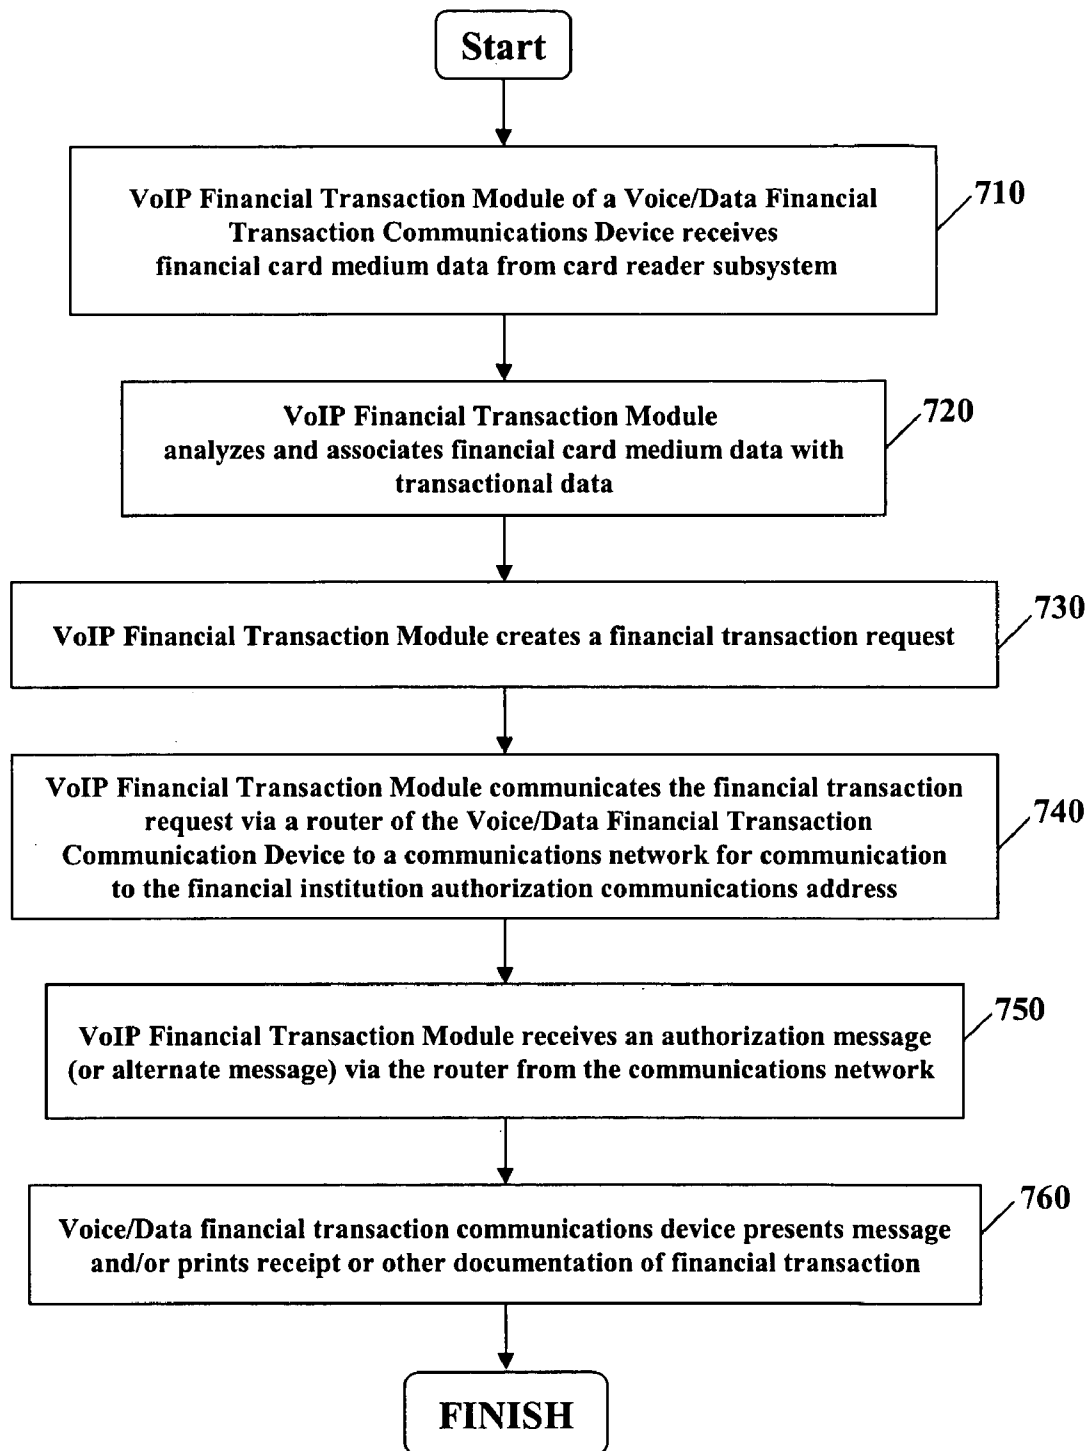 Start
VoIP Financial Transaction Module of a Voice/Data Financial
Transaction Communications Device receives
financial card medium data from card reader subsystem
710
VoIP Financial Transaction Module
analyzes and associates financial card medium data with
transactional data
720
VoIP Financial Transaction Module creates a financial transaction request
730
VoIP Financial Transaction Module communicates the financial transaction
request via a router of the Voice/Data Financial Transaction
Communication Device to a communications network for communication
to the financial institution authorization communications address
740
VoIP Financial Transaction Module receives an authorization message
(or alternate message) via the router from the communications network
750
Voice/Data financial transaction communications device presents message
and/or prints receipt or other documentation of financial transaction
760
FINISH